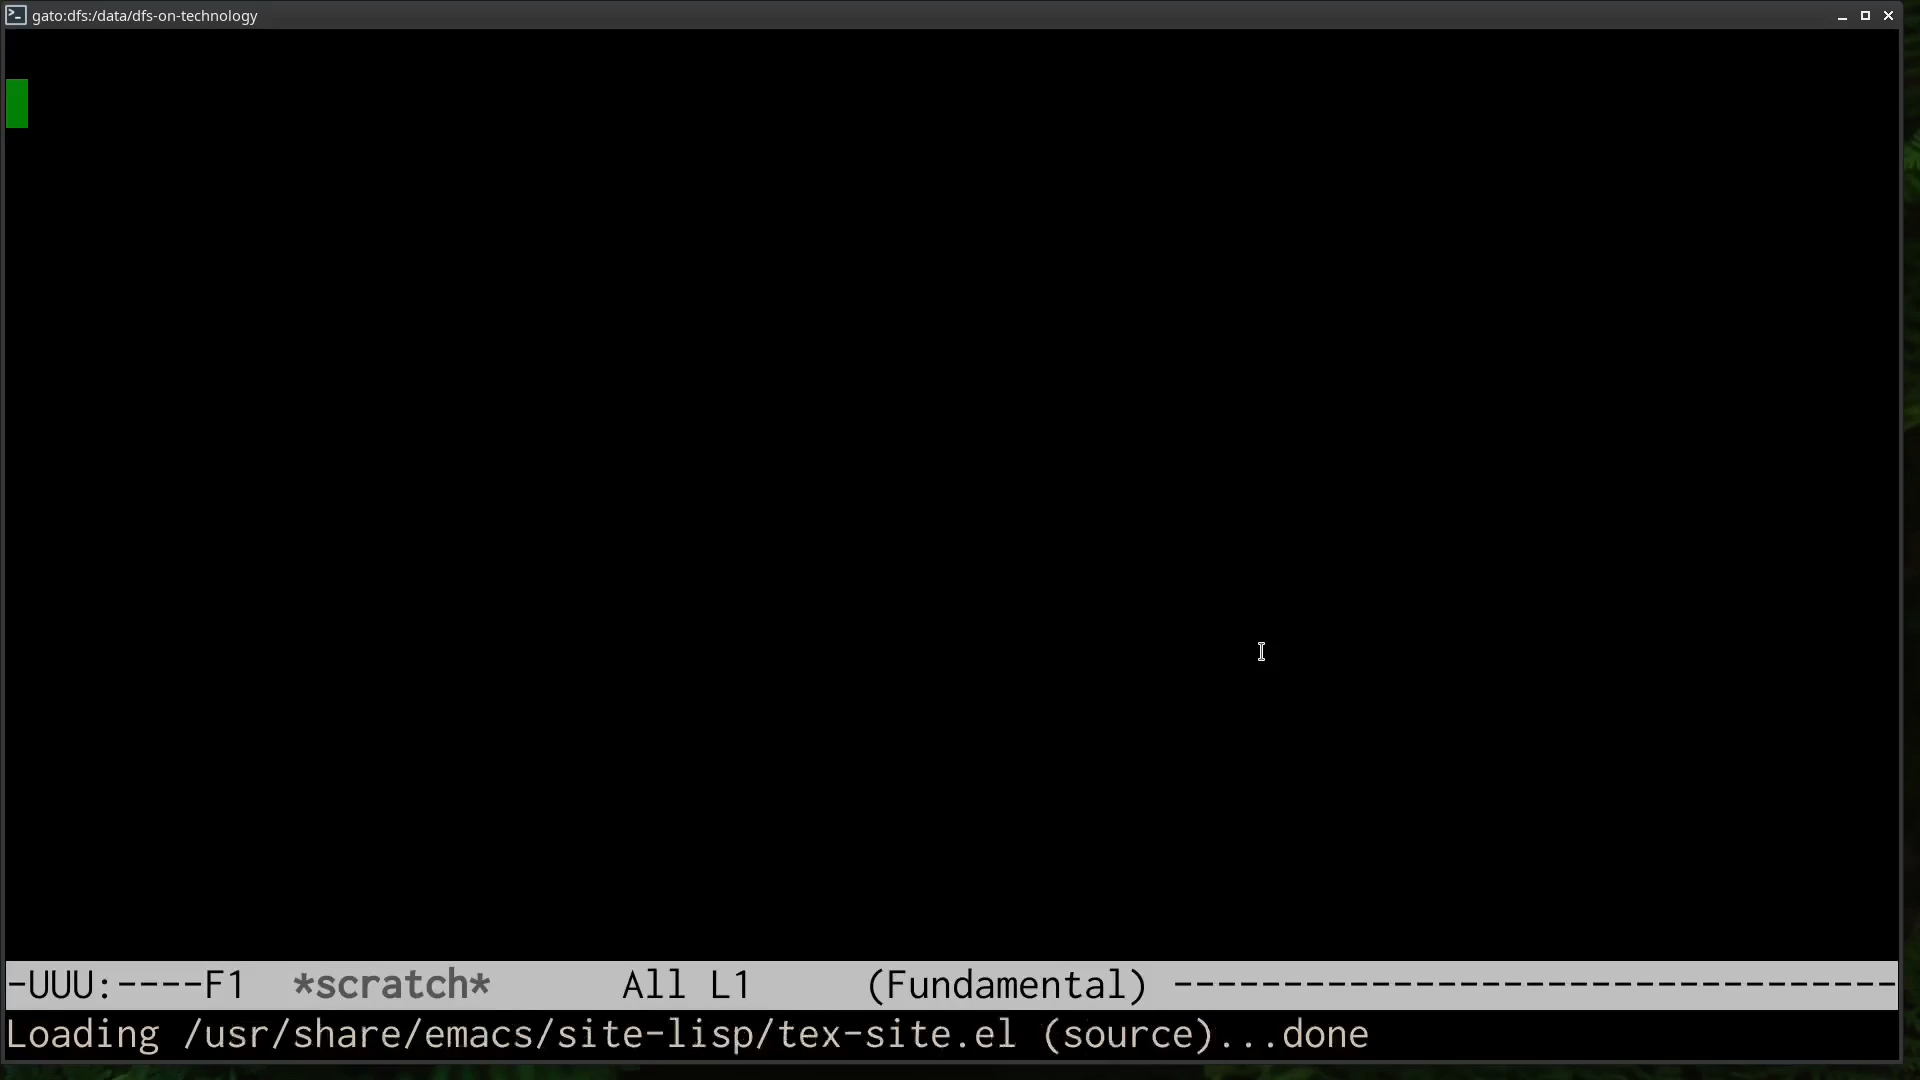 gato:dfs:/data/dfs-on-technology
-UUU:----F1  *scratch*      All L1     (Fundamental) ---------------------------------
Loading /usr/share/emacs/site-lisp/tex-site.el (source)...done